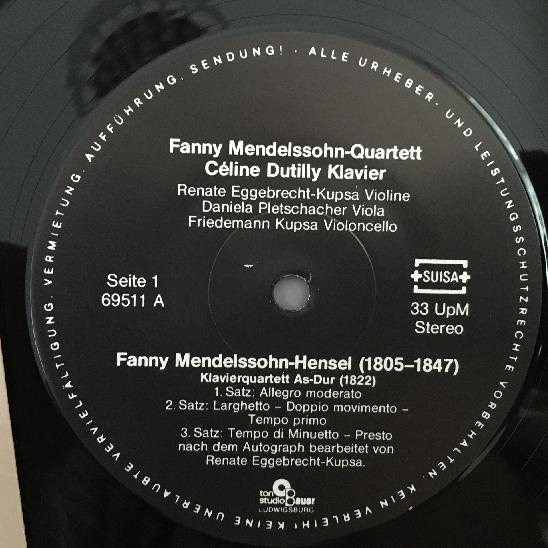 ALLE URHEBER- UND LEISTUNGSSCHUTZRECHTE VORBEHALTEN. KEIN VERLEIH! KEINE UNERLAUBTE VERVIELFÄLTIGUNG, VERMIETUNG, AUFFÜHRUNG, SENDUNG! ·
Fanny Mendelssohn-Quartett
Céline Dutilly Klavier
Renate Eggebrecht-Kupsa Violine
Daniela Pletschacher Viola
Friedemann Kupsa Violoncello
Seite 1
69511 A
SUISA
33 UpM
Stereo
Fanny Mendelssohn-Hensel (1805–1847)
Klavierquartett As-Dur (1822)
1. Satz: Allegro moderato
2. Satz: Larghetto – Doppio movimento –
Tempo primo
3. Satz: Tempo di Minuetto – Presto
nach dem Autograph bearbeitet von
Renate Eggebrecht-Kupsa.
ton
studio Bauer
LUDWIGSBURG